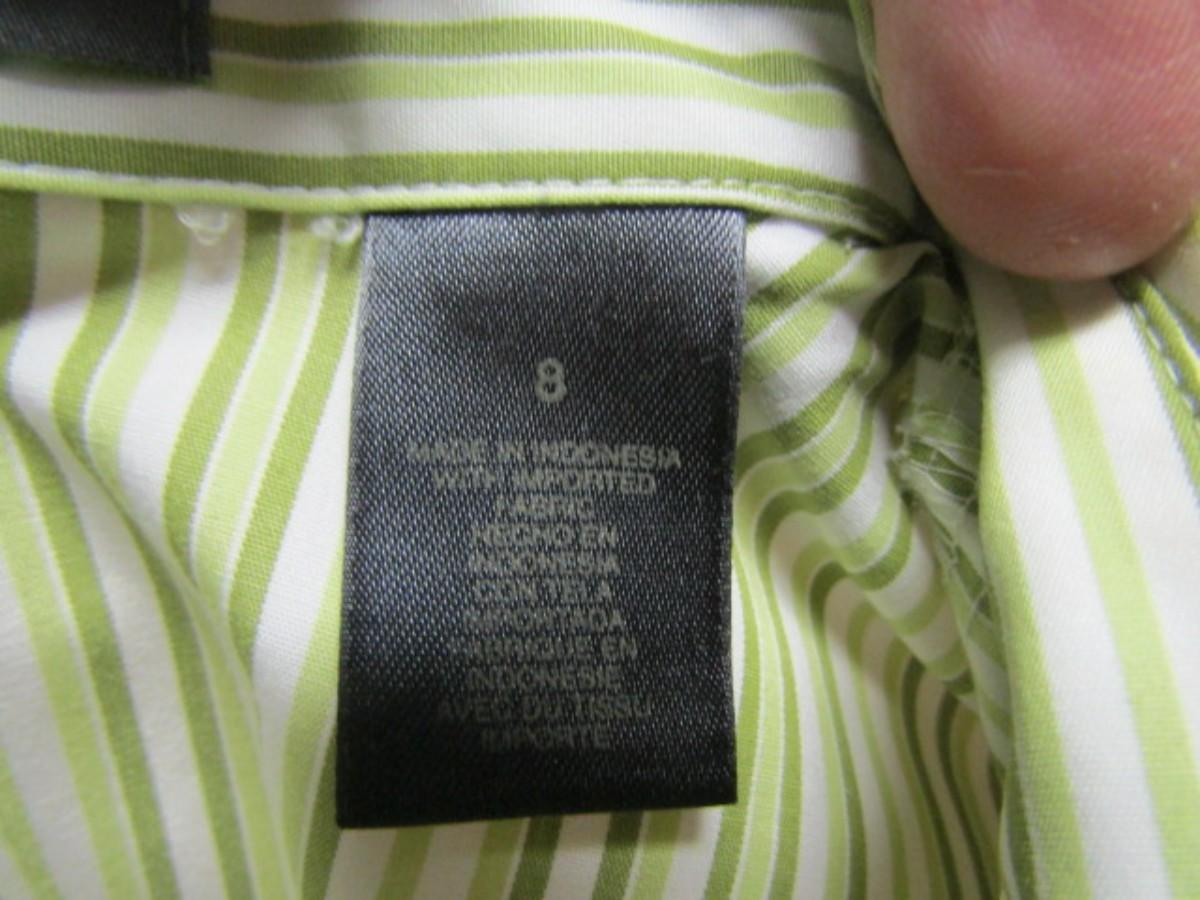 8
MADE IN INDONESIA
WITH IMPORTED
FABRIC
HECHO EN
INDONESIA
CON TELA
IMPORTADA
FABRIQUE EN
INDONESIE
AVEC DU TISSU
IMPORTE